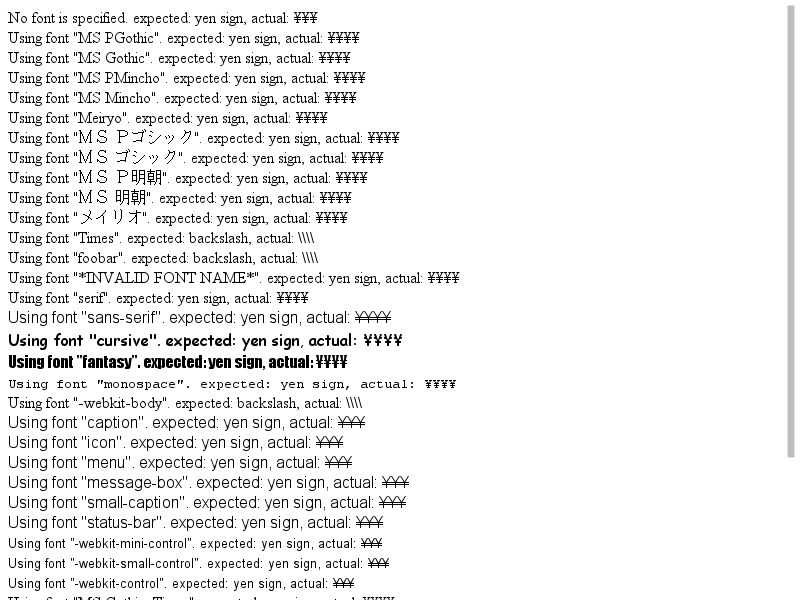 No font is specified. expected: yen sign, actual: ¥¥¥
Using font "MS PGothic". expected: yen sign, actual: ¥¥¥¥
Using font "MS Gothic". expected: yen sign, actual: ¥¥¥¥
Using font "MS PMincho". expected: yen sign, actual: ¥¥¥¥
Using font "MS Mincho". expected: yen sign, actual: ¥¥¥¥
Using font "Meiryo". expected: yen sign, actual: ¥¥¥¥
Using font "ＭＳ Ｐゴシック". expected: yen sign, actual: ¥¥¥¥
Using font "ＭＳ ゴシック". expected: yen sign, actual: ¥¥¥¥
Using font "ＭＳ Ｐ明朝". expected: yen sign, actual: ¥¥¥¥
Using font "ＭＳ 明朝". expected: yen sign, actual: ¥¥¥¥
Using font "メイリオ". expected: yen sign, actual: ¥¥¥¥
Using font "Times". expected: backslash, actual: \\\\
Using font "foobar". expected: backslash, actual: \\\\
Using font "*INVALID FONT NAME*". expected: yen sign, actual: ¥¥¥¥
Using font "serif". expected: yen sign, actual: ¥¥¥¥
Using font "sans-serif". expected: yen sign, actual: ¥¥¥¥
Using font "cursive". expected: yen sign, actual: ¥¥¥¥
Using font "fantasy". expected: yen sign, actual: ¥¥¥¥
Using font "monospace". expected: yen sign, actual: ¥¥¥¥
Using font "-webkit-body". expected: backslash, actual: \\\\
Using font "caption". expected: yen sign, actual: ¥¥¥
Using font "icon". expected: yen sign, actual: ¥¥¥
Using font "menu". expected: yen sign, actual: ¥¥¥
Using font "message-box". expected: yen sign, actual: ¥¥¥
Using font "small-caption". expected: yen sign, actual: ¥¥¥
Using font "status-bar". expected: yen sign, actual: ¥¥¥
Using font "-webkit-mini-control". expected: yen sign, actual: ¥¥¥
Using font "-webkit-small-control". expected: yen sign, actual: ¥¥¥
Using font "-webkit-control". expected: yen sign, actual: ¥¥¥